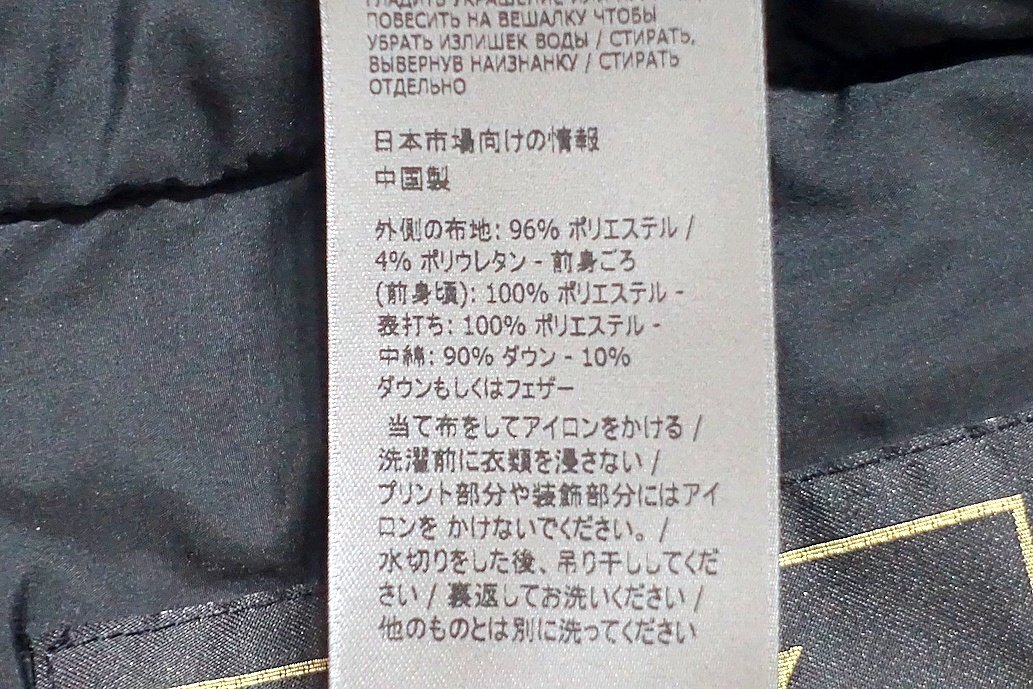 ПОВЕСИТЬ НА ВЕШАЛКУ ЧТОБЫ
УБРАТЬ ИЗЛИШЕК ВОДЫ / СТИРАТЬ,
ВЫВЕРНУВ НАИЗНАНКУ / СТИРАТЬ
ОТДЕЛЬНО
日本市場向けの情報
中国製
外側の布地: 96% ポリエステル /
4% ポリウレタン - 前身ごろ
(前身頃): 100% ポリエステル -
裏打ち: 100% ポリエステル -
中綿: 90% ダウン - 10%
ダウンもしくはフェザー
当て布をしてアイロンをかける /
洗濯前に衣類を浸さない /
プリント部分や装飾部分にはアイ
ロンを かけないでください。 /
水切りをした後、吊り干ししてくだ
さい / 裏返してお洗いください /
他のものとは別に洗ってください